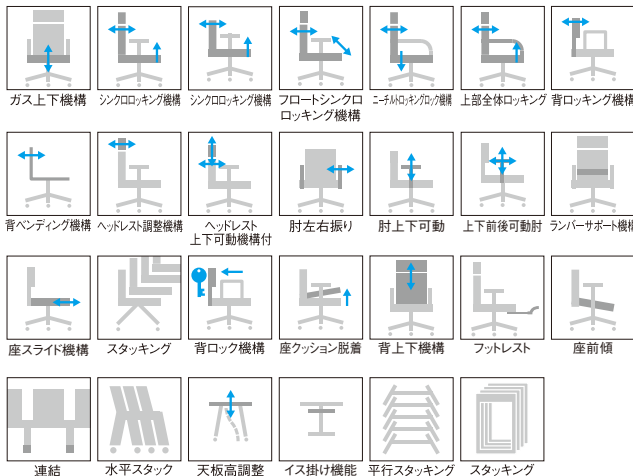 ガス上下機構
シンクロロッキング機構
シンクロロッキング機構
フロートシンクロ
ロッキング機構
ニーチルトロッキングロック機構
上部全体ロッキング
背ロッキング機構
背ベンディング機構
ヘッドレスト調整機構
ヘッドレスト
上下可動機構付
肘左右振り
肘上下可動
上下前後可動肘
ランバーサポート機構
座スライド機構
スタッキング
背ロック機構
座クッション脱着
背上下機構
フットレスト
座前傾
連結
水平スタック
天板高調整
イス掛け機能
平行スタッキング
スタッキング